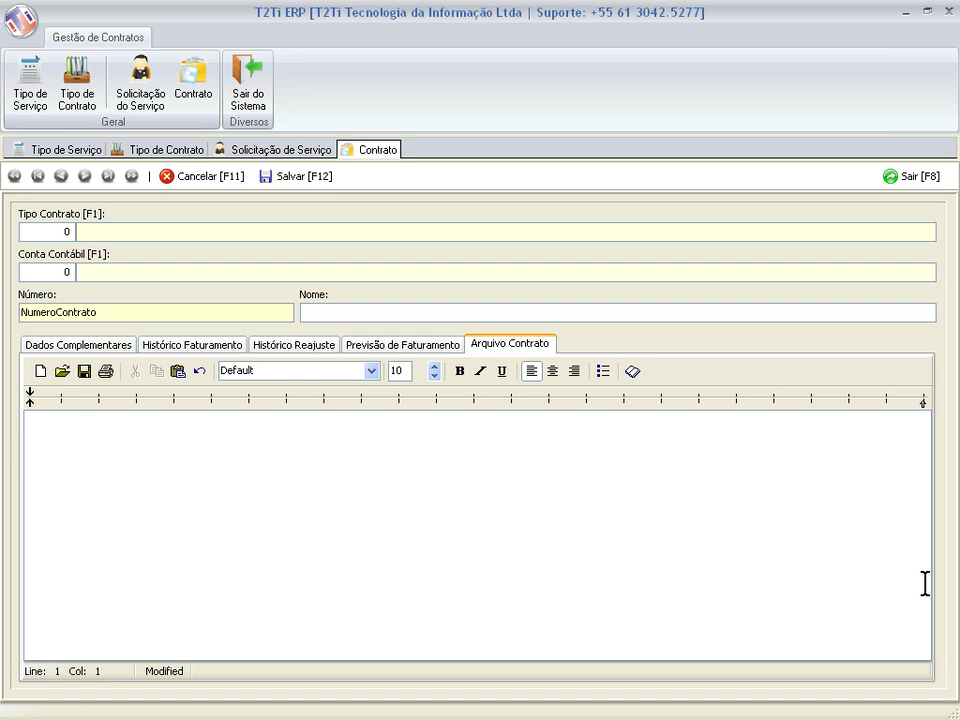 T2Ti ERP [T2Ti Tecnologia da Informação Ltda | Suporte: +55 61 3042.5277]
Gestão de Contratos
Tipo de Serviço
Tipo de Contrato
Solicitação do Serviço
Contrato
Sair do Sistema
Geral
Diversos
Tipo de Serviço
Tipo de Contrato
Solicitação de Serviço
Contrato
Cancelar [F11]
Salvar [F12]
Sair [F8]
Tipo Contrato [F1]:
0
Conta Contábil [F1]:
0
Número:
Nome:
NumeroContrato
Dados Complementares
Histórico Faturamento
Histórico Reajuste
Previsão de Faturamento
Arquivo Contrato
Default
10
B
I
U
Line: 1 Col: 1
Modified